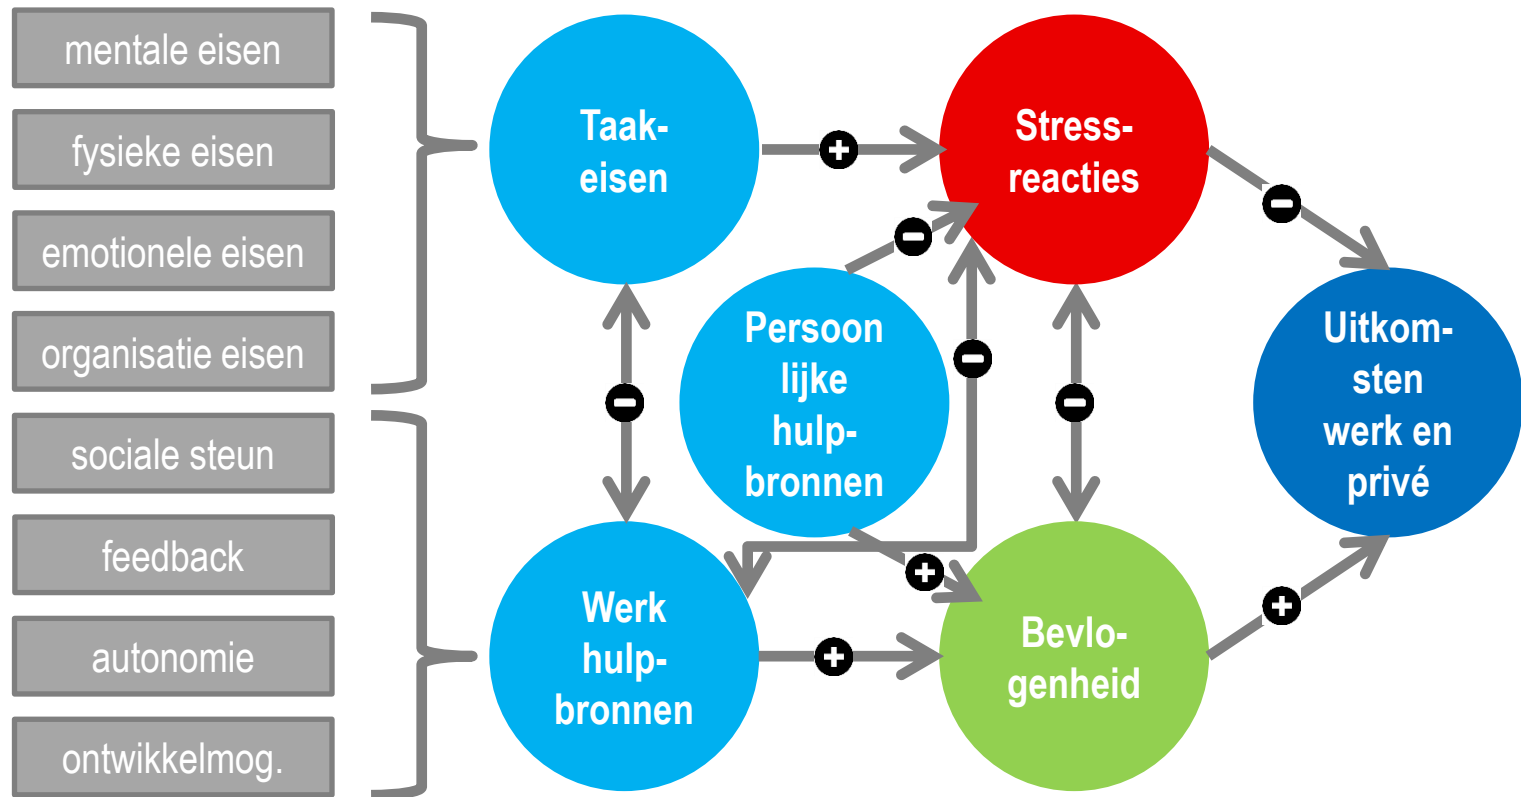 mentale eisen
fysieke eisen
emotionele eisen
organisatie eisen
sociale steun
feedback
autonomie
ontwikkelmog.
Taak-
eisen
Werk
hulp-
bronnen
Persoon
lijke
hulp-
bronnen
Stress-
reacties
Bevlo-
genheid
Uitkom-
sten
werk en
privé
+
-
-
-
-
+
+
-
+